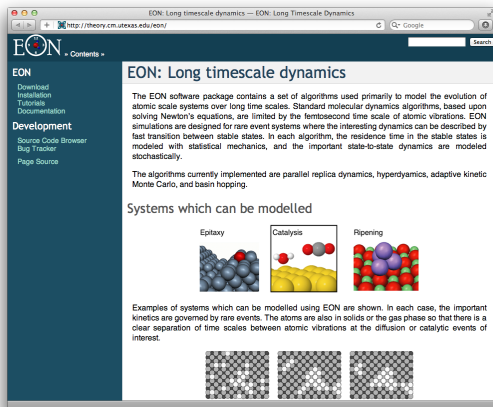 EON: Long timescale dynamics — EON: Long Timescale Dynamics
http://theory.cm.utexas.edu/eon/
Google
EON » Contents »
Search
EON
Download
Installation
Tutorials
Documentation
Development
Source Code Browser
Bug Tracker
Page Source
EON: Long timescale dynamics
The EON software package contains a set of algorithms used primarily to model the evolution of
atomic scale systems over long time scales. Standard molecular dynamics algorithms, based upon
solving Newton's equations, are limited by the femtosecond time scale of atomic vibrations. EON
simulations are designed for rare event systems where the interesting dynamics can be described by
fast transition between stable states. In each algorithm, the residence time in the stable states is
modeled with statistical mechanics, and the important state-to-state dynamics are modeled
stochastically.
The algorithms currently implemented are parallel replica dynamics, hyperdyamics, adaptive kinetic
Monte Carlo, and basin hopping.
Systems which can be modelled
Epitaxy
Catalysis
Ripening
Examples of systems which can be modelled using EON are shown. In each case, the important
kinetics are governed by rare events. The atoms are also in solids or the gas phase so that there is a
clear separation of time scales between atomic vibrations at the diffusion or catalytic events of
interest.